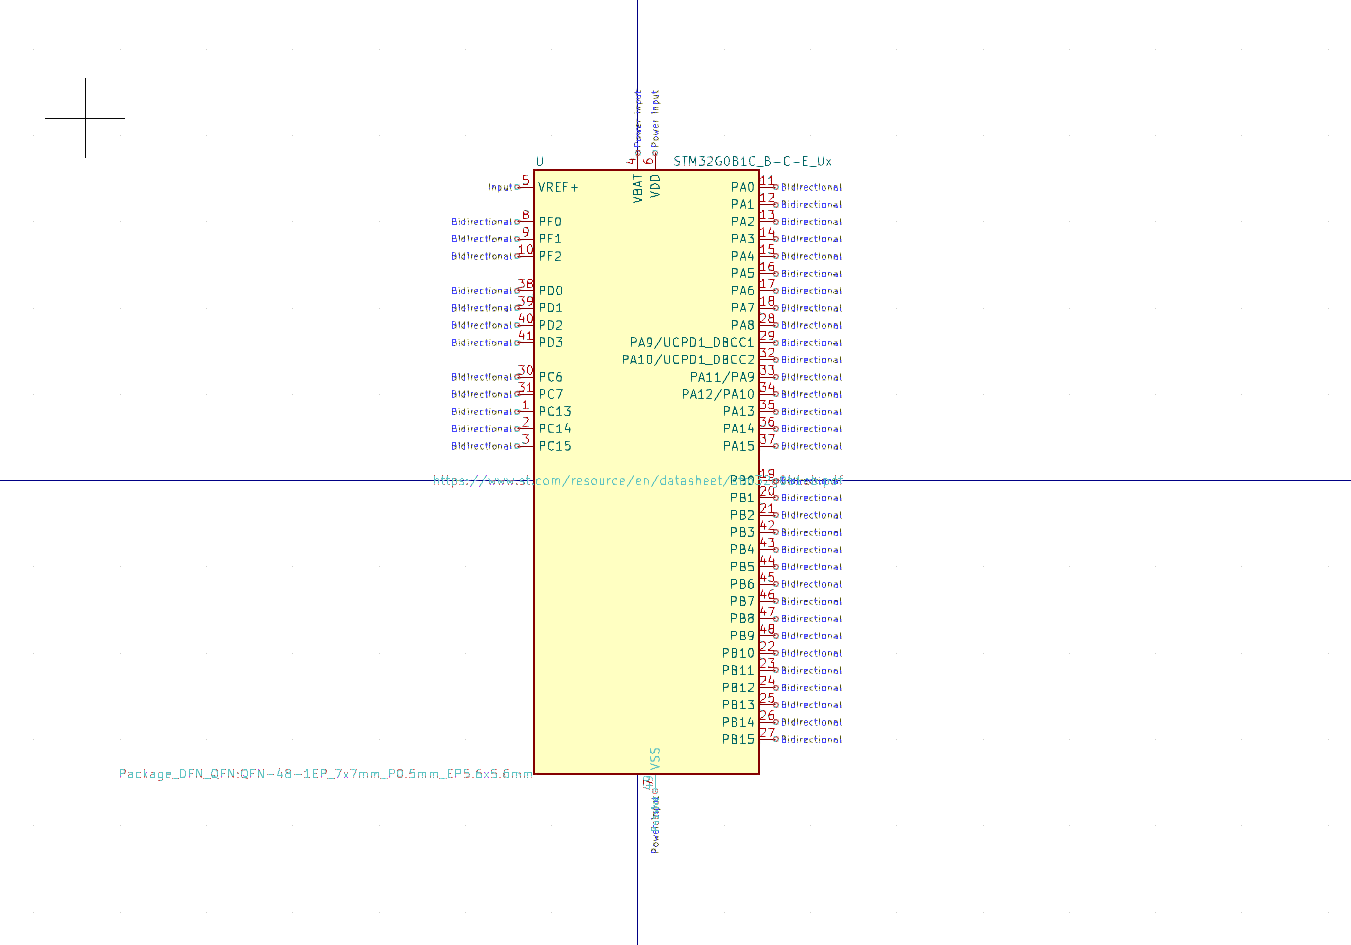 Power Input
Power Input
4
6
U
STM32G0B1C_B-C-E_Ux
VBAT
VDD
Input 5 VREF+
PA0 11 Bidirectional
PA1 12 Bidirectional
Bidirectional 8 PF0
PA2 13 Bidirectional
Bidirectional 9 PF1
PA3 14 Bidirectional
Bidirectional 10 PF2
PA4 15 Bidirectional
PA5 16 Bidirectional
Bidirectional 38 PD0
PA6 17 Bidirectional
Bidirectional 39 PD1
PA7 18 Bidirectional
Bidirectional 40 PD2
PA8 28 Bidirectional
Bidirectional 41 PD3
PA9/UCPD1_DBCC1 29 Bidirectional
PA10/UCPD1_DBCC2 32 Bidirectional
Bidirectional 30 PC6
PA11/PA9 33 Bidirectional
Bidirectional 31 PC7
PA12/PA10 34 Bidirectional
Bidirectional 1 PC13
PA13 35 Bidirectional
Bidirectional 2 PC14
PA14 36 Bidirectional
Bidirectional 3 PC15
PA15 37 Bidirectional
https://www.st.com/resource/en/datasheet/
PB0 19 Bidirectional
PB1 20 Bidirectional
PB2 21 Bidirectional
PB3 42 Bidirectional
PB4 43 Bidirectional
PB5 44 Bidirectional
PB6 45 Bidirectional
PB7 46 Bidirectional
PB8 47 Bidirectional
PB9 48 Bidirectional
PB10 22 Bidirectional
PB11 23 Bidirectional
PB12 24 Bidirectional
PB13 25 Bidirectional
PB14 26 Bidirectional
PB15 27 Bidirectional
VSS
Package_DFN_QFN:QFN-48-1EP_7x7mm_P0.5mm_EP5.6x5.6mm
7
Power Input